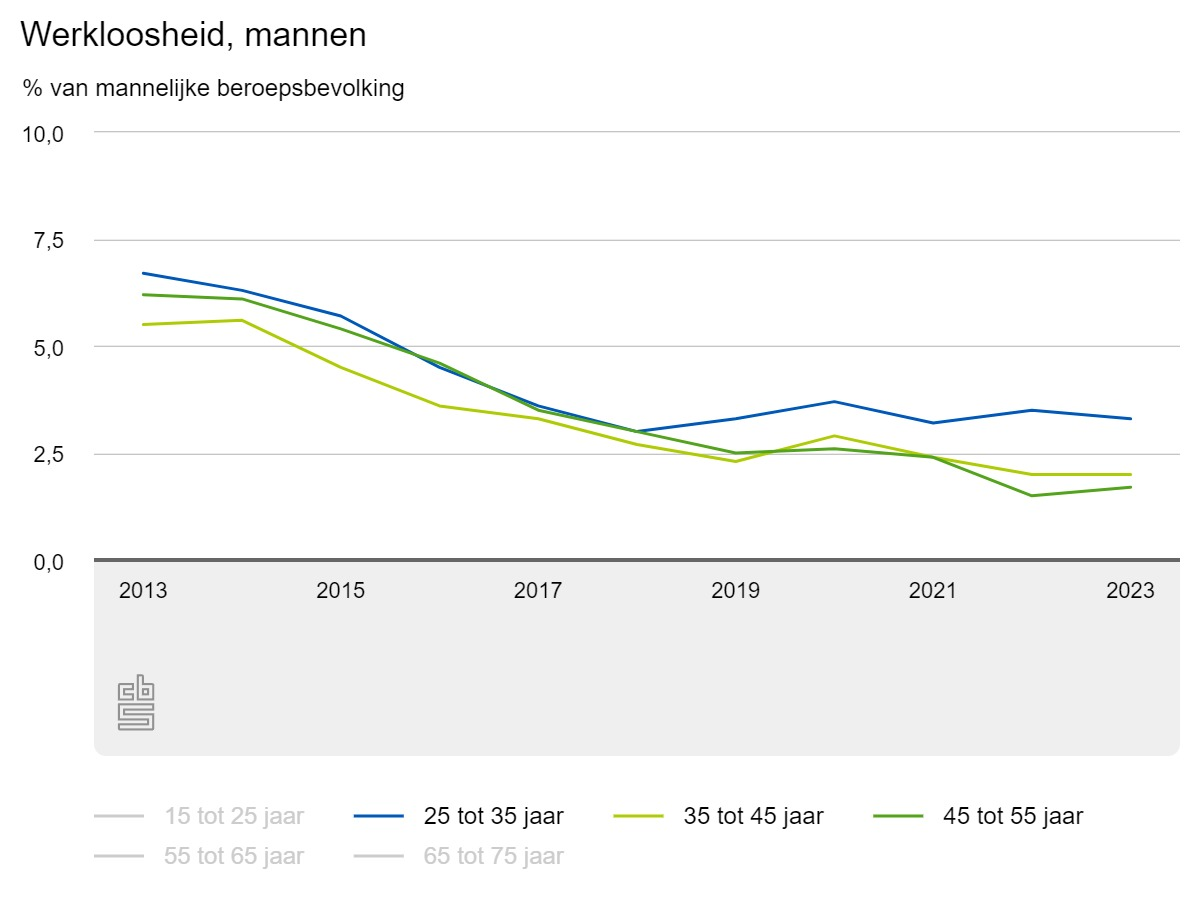 Werkloosheid, mannen
% van mannelijke beroepsbevolking
10,0
7,5
5,0
2,5
0,0
2013 2015 2017 2019 2021 2023
cbs
15 tot 25 jaar 25 tot 35 jaar 35 tot 45 jaar 45 tot 55 jaar
55 tot 65 jaar 65 tot 75 jaar